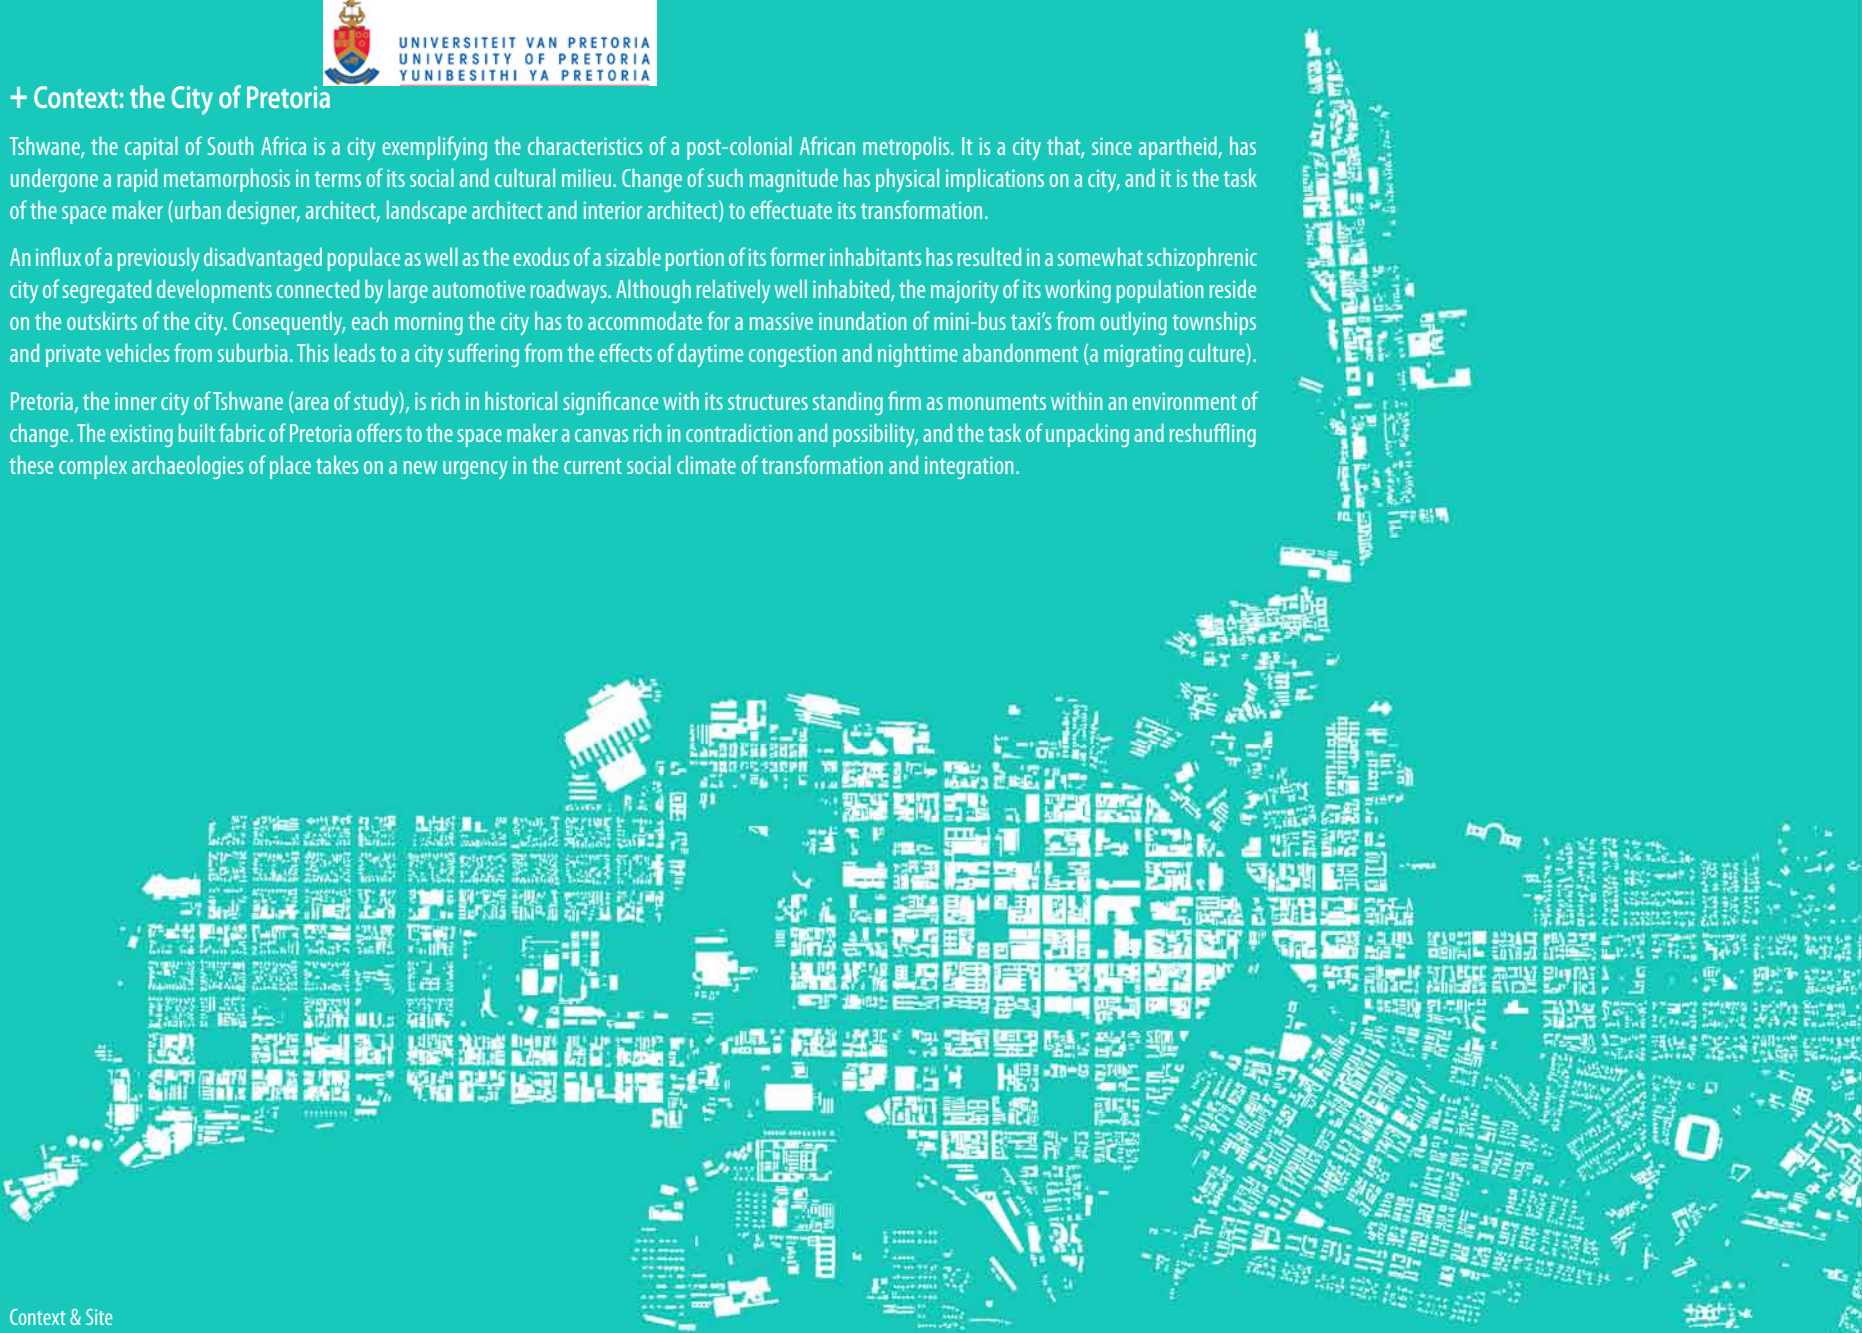 UNIVERSITEIT VAN PRETORIA
UNIVERSITY OF PRETORIA
YUNIBESITHI YA PRETORIA
+ Context: the City of Pretoria
Tshwane, the capital of South Africa is a city exemplifying the characteristics of a post-colonial African metropolis. It is a city that, since apartheid, has
undergone a rapid metamorphosis in terms of its social and cultural milieu. Change of such magnitude has physical implications on a city, and it is the task
of the space maker (urban designer, architect, landscape architect and interior architect) to effectuate its transformation.
An influx of a previously disadvantaged populace as well as the exodus of a sizable portion of its former inhabitants has resulted in a somewhat schizophrenic
city of segregated developments connected by large automotive roadways. Although relatively well inhabited, the majority of its working population reside
on the outskirts of the city. Consequently, each morning the city has to accommodate for a massive inundation of mini-bus taxi's from outlying townships
and private vehicles from suburbia. This leads to a city suffering from the effects of daytime congestion and nighttime abandonment (a migrating culture).
Pretoria, the inner city of Tshwane (area of study), is rich in historical significance with its structures standing firm as monuments within an environment of
change. The existing built fabric of Pretoria offers to the space maker a canvas rich in contradiction and possibility, and the task of unpacking and reshuffling
these complex archaeologies of place takes on a new urgency in the current social climate of transformation and integration.
Context & Site